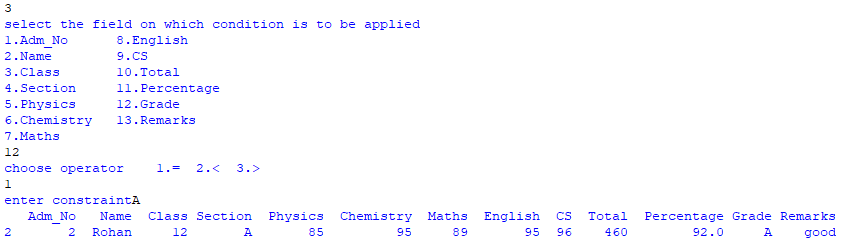 3
select the field on which condition is to be applied
1.Adm_No 8.English
2.Name 9.CS
3.Class 10.Total
4.Section 11.Percentage
5.Physics 12.Grade
6.Chemistry 13.Remarks
7.Maths
12
choose operator 1.= 2.< 3.>
1
enter constraintA
Adm_No Name Class Section Physics Chemistry Maths English CS Total Percentage Grade Remarks
2 2 Rohan 12 A 85 95 89 95 96 460 92.0 A good